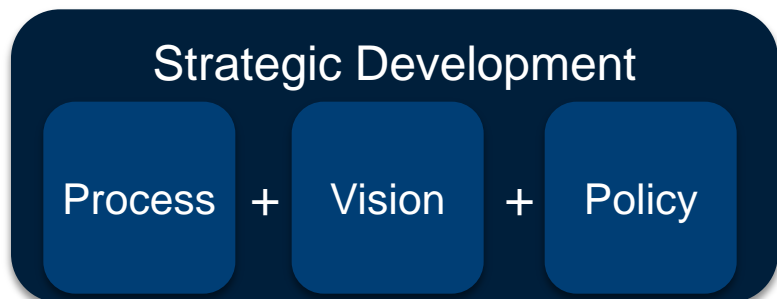 Strategic Development
Process + Vision + Policy